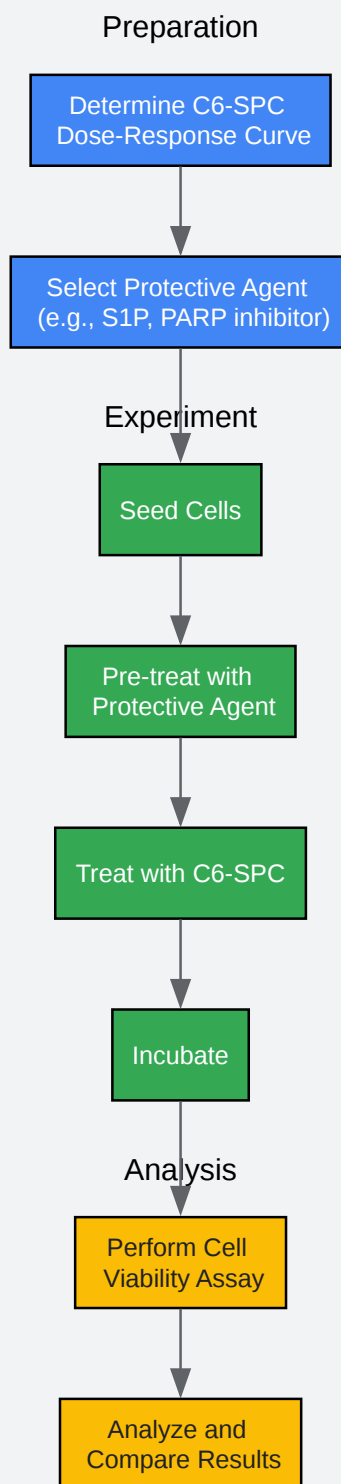 Preparation
Determine C6-SPC
Dose-Response Curve
Select Protective Agent
(e.g., S1P, PARP inhibitor)
Experiment
Seed Cells
Pre-treat with
Protective Agent
Treat with C6-SPC
Incubate
Analysis
Perform Cell
Viability Assay
Analyze and
Compare Results